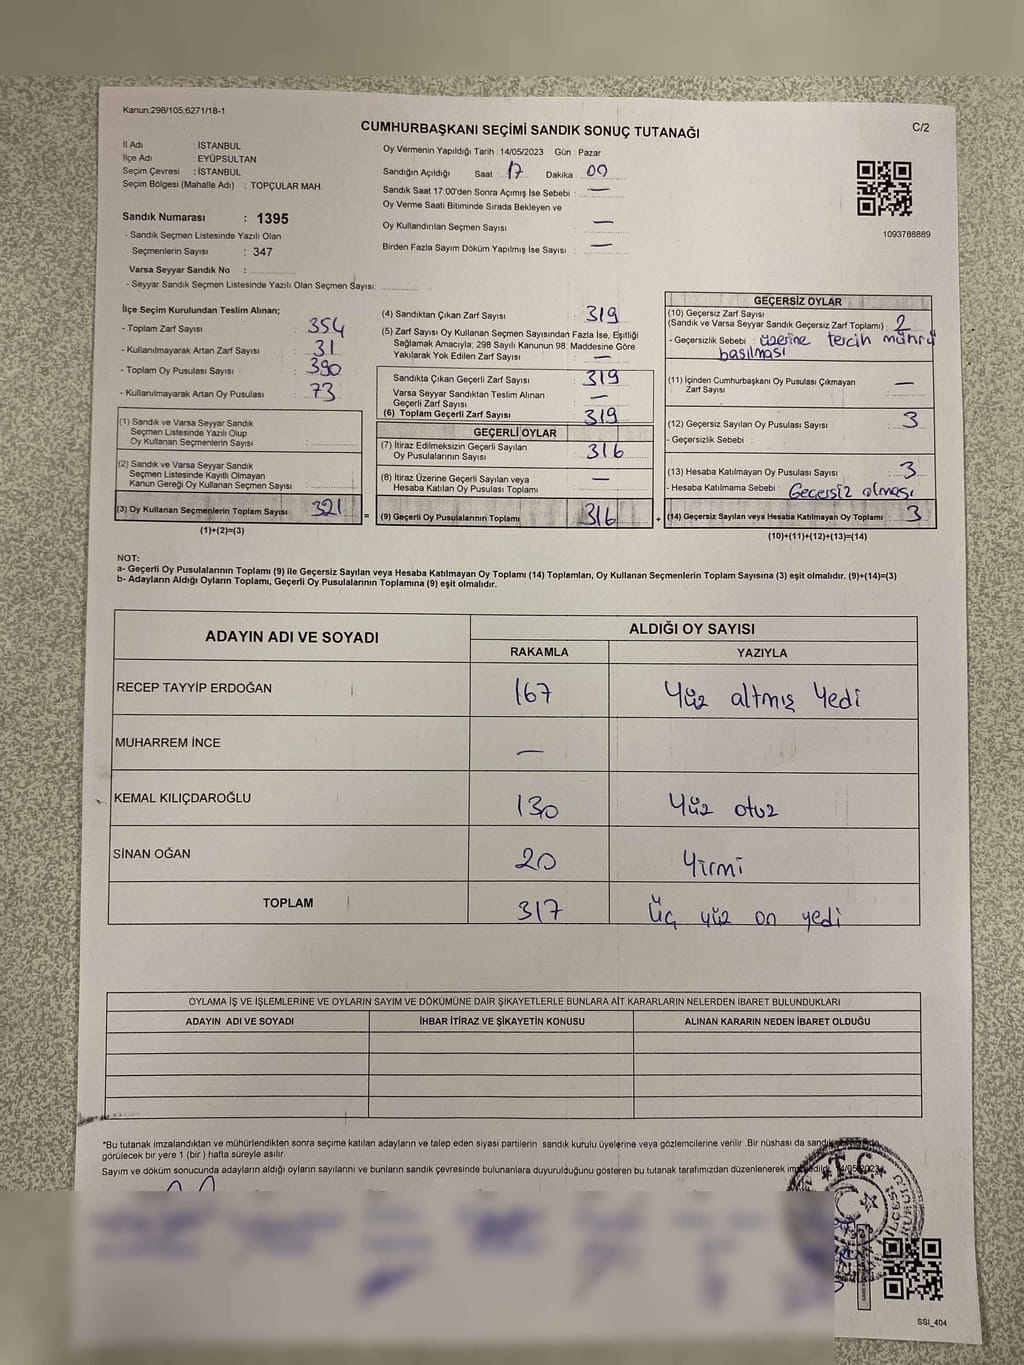 Kanun;298/105,6271/18-1
CUMHURBAŞKANI SEÇİMİ SANDIK SONUÇ TUTANAĞI
C/2
İl Adı : İSTANBUL
İlçe Adı : EYÜPSULTAN
Seçim Çevresi : İSTANBUL
Seçim Bölgesi (Mahalle Adı) : TOPÇULAR MAH.
Sandık Numarası : 1395
- Sandık Seçmen Listesinde Yazılı Olan
Seçmenlerin Sayısı : 347
Varsa Seyyar Sandık No :
- Seyyar Sandık Seçmen Listesinde Yazılı Olan Seçmen Sayısı:
Oy Vermenin Yapıldığı Tarih : 14/05/2023 Gün : Pazar
Sandığın Açıldığı Saat : 17 Dakika : 00
Sandık Saat 17:00'den Sonra Açımış İse Sebebi : —
Oy Verme Saati Bitiminde Sırada Bekleyen ve
Oy Kullandırılan Seçmen Sayısı : —
Birden Fazla Sayım Döküm Yapılmış İse Sayısı : —
1093788889
İlçe Seçim Kurulundan Teslim Alınan;
- Toplam Zarf Sayısı : 354
- Kullanılmayarak Artan Zarf Sayısı : 31
- Toplam Oy Pusulası Sayısı : 390
- Kullanılmayarak Artan Oy Pusulası : 73
(1) Sandık ve Varsa Seyyar Sandık
Seçmen Listesinde Yazılı Olup
Oy Kullanan Seçmenlerin Sayısı :
(2) Sandık ve Varsa Seyyar Sandık
Seçmen Listesinde Kayıtlı Olmayan
Kanun Gereği Oy Kullanan Seçmen Sayısı :
(3) Oy Kullanan Seçmenlerin Toplam Sayısı : 321
(1)+(2)=(3)
(4) Sandıktan Çıkan Zarf Sayısı : 319
(5) Zarf Sayısı Oy Kullanan Seçmen Sayısından Fazla İse, Eşitliği
Sağlamak Amacıyla; 298 Sayılı Kanunun 98. Maddesine Göre
Yakılarak Yok Edilen Zarf Sayısı : —
Sandıkta Çıkan Geçerli Zarf Sayısı : 319
Varsa Seyyar Sandıktan Teslim Alınan
Geçerli Zarf Sayısı : —
(6) Toplam Geçerli Zarf Sayısı : 319
GEÇERLİ OYLAR
(7) İtiraz Edilmeksizin Geçerli Sayılan
Oy Pusulalarının Sayısı : 316
(8) İtiraz Üzerine Geçerli Sayılan veya
Hesaba Katılan Oy Pusulası Toplamı : —
= (9) Geçerli Oy Pusulalarının Toplamı : 316
GEÇERSİZ OYLAR
(10) Geçersiz Zarf Sayısı
(Sandık ve Varsa Seyyar Sandık Geçersiz Zarf Toplamı) : 2
- Geçersizlik Sebebi : üzerine tercih mührü
basılması
(11) İçinden Cumhurbaşkanı Oy Pusulası Çıkmayan
Zarf Sayısı : —
(12) Geçersiz Sayılan Oy Pusulası Sayısı : 3
- Geçersizlik Sebebi :
(13) Hesaba Katılmayan Oy Pusulası Sayısı : 3
- Hesaba Katılmama Sebebi : Geçersiz olması
+ (14) Geçersiz Sayılan veya Hesaba Katılmayan Oy Toplamı : 3
(10)+(11)+(12)+(13)=(14)
NOT:
a- Geçerli Oy Pusulalarının Toplamı (9) ile Geçersiz Sayılan veya Hesaba Katılmayan Oy Toplamı (14) Toplamları, Oy Kullanan Seçmenlerin Toplam Sayısına (3) eşit olmalıdır. (9)+(14)=(3)
b- Adayların Aldığı Oyların Toplamı, Geçerli Oy Pusulalarının Toplamına (9) eşit olmalıdır.
ADAYIN ADI VE SOYADI ALDIĞI OY SAYISI
RAKAMLA YAZIYLA
RECEP TAYYİP ERDOĞAN 167 Yüz altmış Yedi
MUHARREM İNCE —
KEMAL KILIÇDAROĞLU 130 Yüz otuz
SİNAN OĞAN 20 Yirmi
TOPLAM 317 Üç yüz on yedi
OYLAMA İŞ VE İŞLEMLERİNE VE OYLARIN SAYIM VE DÖKÜMÜNE DAİR ŞİKAYETLERLE BUNLARA AİT KARARLARIN NELERDEN İBARET BULUNDUKLARI
ADAYIN ADI VE SOYADI İHBAR İTİRAZ VE ŞİKAYETİN KONUSU ALINAN KARARIN NEDEN İBARET OLDUĞU
*Bu tutanak imzalandıktan ve mühürlendikten sonra seçime katılan adayların ve talep eden siyasi partilerin sandık kurulu üyelerine veya gözlemcilerine verilir. Bir nüshası da
görülecek bir yere 1 (bir ) hafta süreyle asılır.
Sayım ve döküm sonucunda adayların aldığı oyların sayılarını ve bunların sandık çevresinde bulunanlara duyurulduğunu gösteren bu tutanak tarafımızdan düzenlenerek 14/05/2023
T.C.
SSI_404